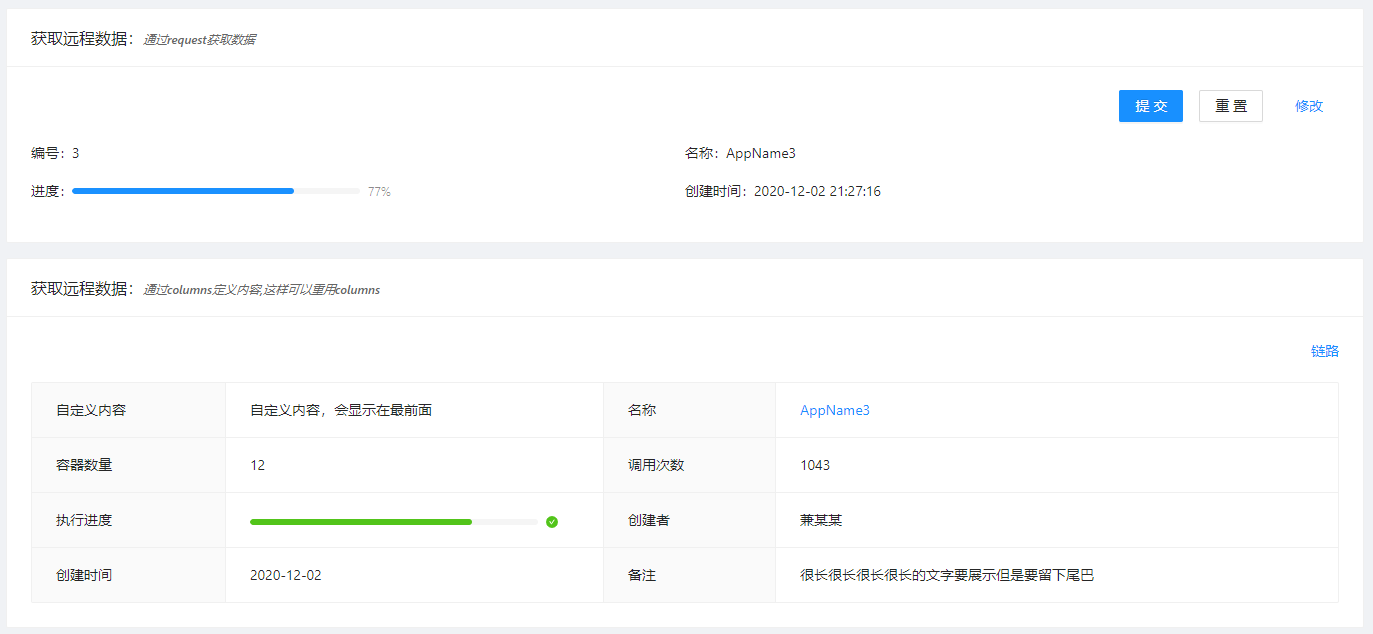 获取远程数据：通过request获取数据
提 交 重 置 修改
编号：3 名称：AppName3
进度： 77% 创建时间：2020-12-02 21:27:16
获取远程数据：通过columns定义内容,这样可以重用columns
链路
自定义内容 自定义内容，会显示在最前面 名称 AppName3
容器数量 12 调用次数 1043
执行进度 创建者 兼某某
创建时间 2020-12-02 备注 很长很长很长很长的文字要展示但是要留下尾巴